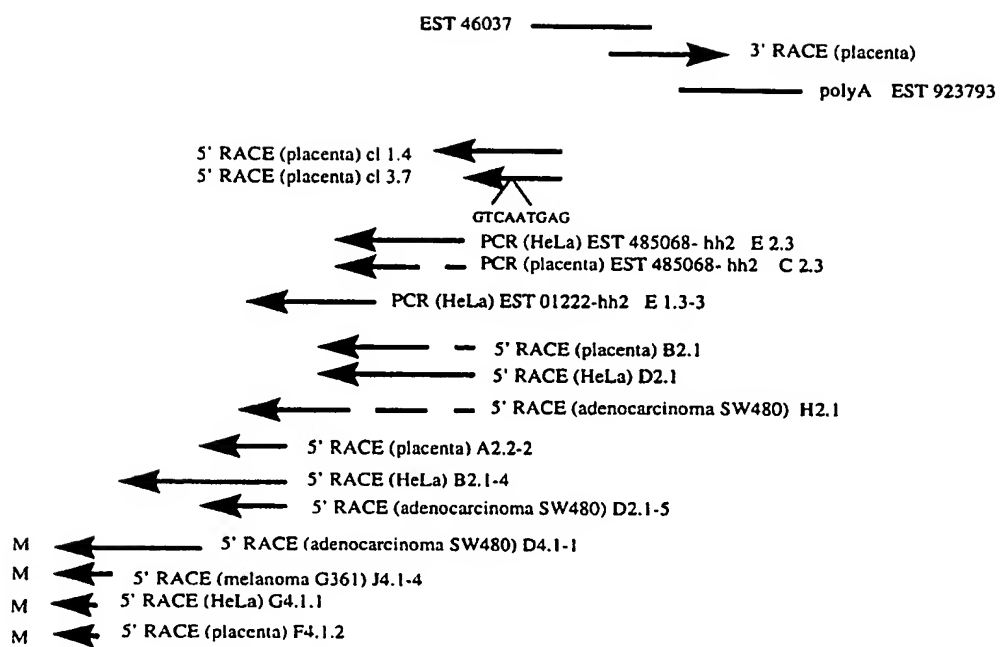 EST 46037
3' RACE (placenta)
polyA EST 923793
5' RACE (placenta) cl 1.4
5' RACE (placenta) cl 3.7
GTCAATGAG
PCR (HeLa) EST 485068- hh2 E 2.3
PCR (placenta) EST 485068- hh2 C 2.3
PCR (HeLa) EST 01222-hh2 E 1.3-3
5' RACE (placenta) B2.1
5' RACE (HeLa) D2.1
5' RACE (adenocarcinoma SW480) H2.1
5' RACE (placenta) A2.2-2
5' RACE (HeLa) B2.1-4
5' RACE (adenocarcinoma SW480) D2.1-5
M 5' RACE (adenocarcinoma SW480) D4.1-1
M 5' RACE (melanoma G361) J4.1-4
M 5' RACE (HeLa) G4.1.1
M 5' RACE (placenta) F4.1.2